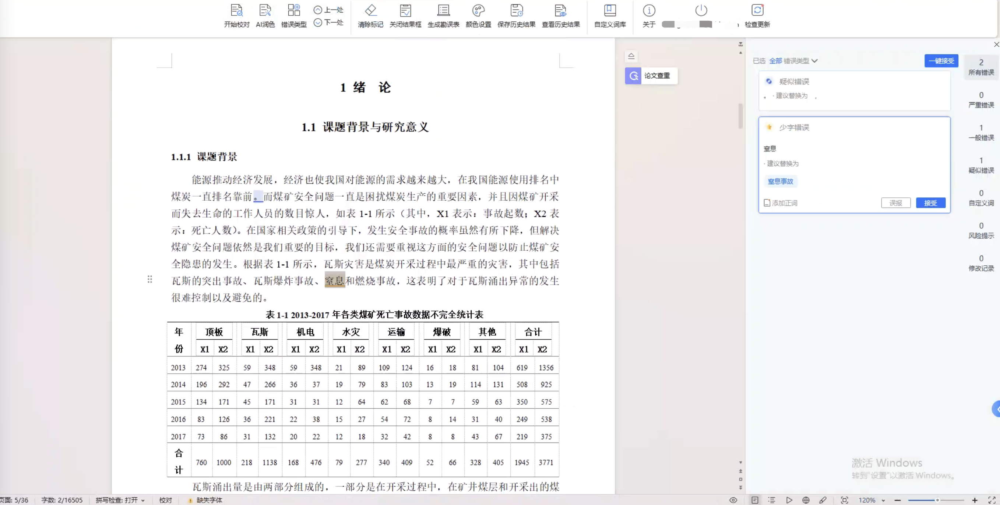 开始校对 AI润色 错误类型 上一处 下一处 清除标记 关闭结果框 生成勘误表 颜色设置 保存历史结果 查看历史结果 自定义词库 关于 检查更新
1 绪 论
1.1 课题背景与研究意义
1.1.1 课题背景
能源推动经济发展，经济也使我国对能源的需求越来越大，在我国能源使用排名中
煤炭一直排名靠前。而煤矿安全问题一直是困扰煤炭生产的重要因素，并且因煤矿开采
而失去生命的工作人员的数目惊人，如表 1-1 所示（其中，X1 表示：事故起数；X2 表
示：死亡人数）。在国家相关政策的引导下，发生安全事故的概率虽然有所下降，但解决
煤矿安全问题依然是我们重要的目标，我们还需要重视这方面的安全问题以防止煤矿安
全隐患的发生。根据表 1-1 所示，瓦斯灾害是煤炭开采过程中最严重的灾害，其中包括
瓦斯的突出事故、瓦斯爆炸事故、窒息和燃烧事故，这表明了对于瓦斯涌出异常的发生
很难控制以及避免的。
表 1-1 2013-2017 年各类煤矿死亡事故数据不完全统计表
年份 顶板 瓦斯 机电 水灾 运输 爆破 其他 合计
X1 X2 X1 X2 X1 X2 X1 X2 X1 X2 X1 X2 X1 X2 X1 X2
2013 274 325 59 348 59 348 21 89 109 124 16 18 81 104 619 1356
2014 196 292 47 266 36 37 19 79 83 103 13 19 114 131 508 925
2015 134 171 45 171 31 31 12 64 62 68 7 7 59 63 350 575
2016 83 126 36 221 22 38 15 27 54 72 8 14 31 40 249 538
2017 73 86 31 132 20 22 12 18 32 42 8 8 43 67 219 375
合计 760 1000 218 1138 168 476 79 277 340 409 52 66 328 405 1945 3771
瓦斯涌出量是由两部分组成的，一部分是在开采过程中，在矿井煤层和开采出的煤
论文查重
已选 全部 错误类型 一键接受
疑似错误
。 · 建议替换为 ，
少字错误
窒息
· 建议替换为
窒息事故
添加正词 误报 接受
2
所有错误
0
严重错误
1
一般错误
1
疑似错误
0
自定义词
0
风险提示
0
修改记录
激活 Windows
转到"设置"以激活 Windows。
页面: 5/36 字数: 2/16505 拼写检查: 打开 校对 缺失字体 120%